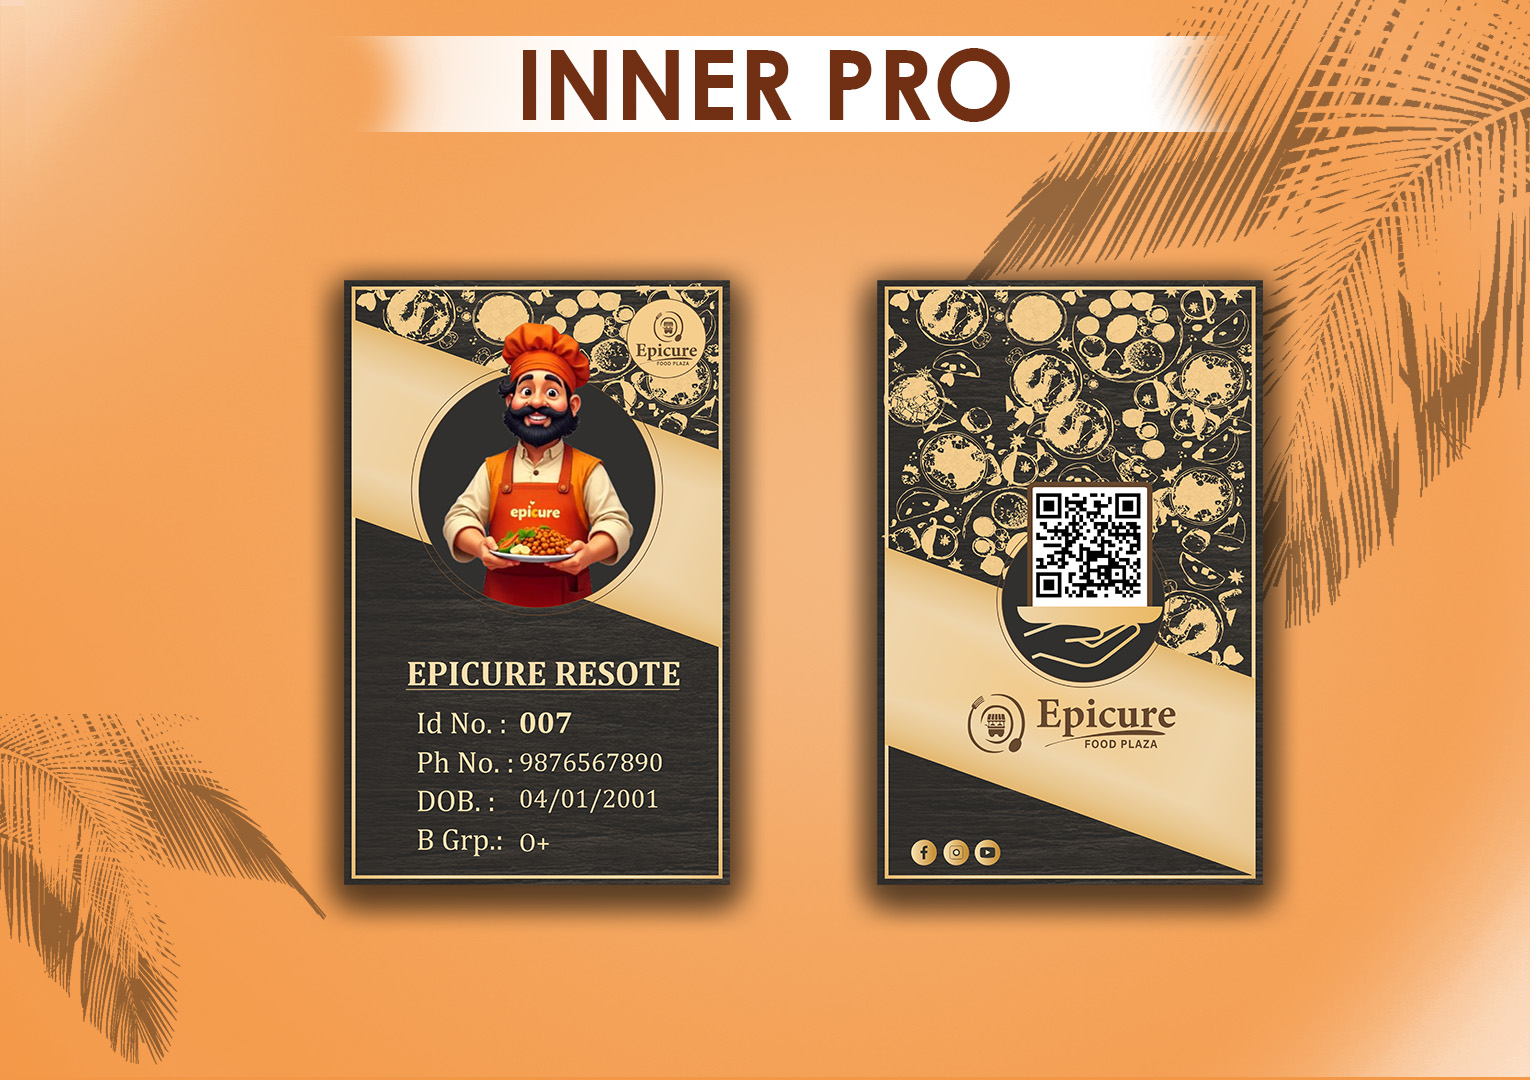 INNER PRO
Epicure
FOOD PLAZA
epicure
EPICURE RESOTE
Id No. : 007
Ph No. : 9876567890
DOB. : 04/01/2001
B Grp.: O+
Epicure
FOOD PLAZA